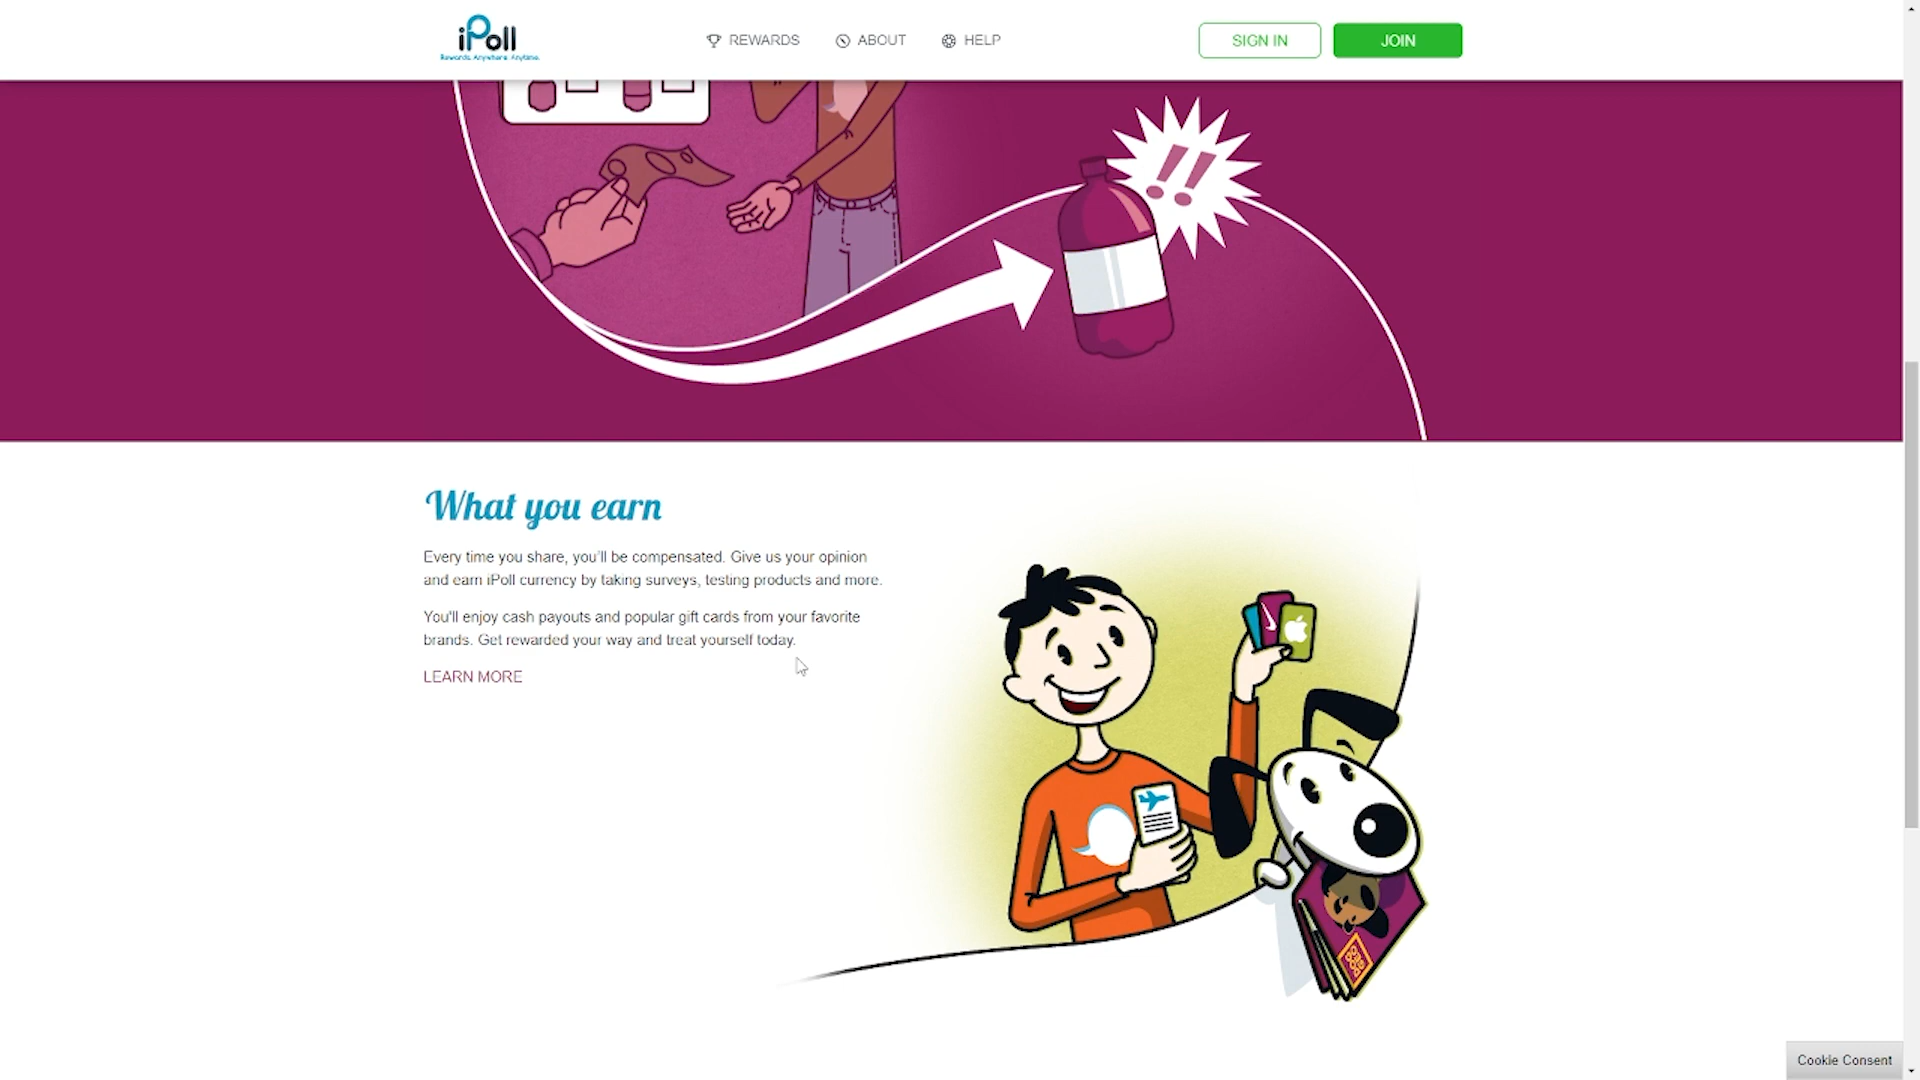 iPoll
Rewards. Anywhere. Anytime.
REWARDS
ABOUT
HELP
SIGN IN
JOIN
!!
What you earn
Every time you share, you'll be compensated. Give us your opinion
and earn iPoll currency by taking surveys, testing products and more.
You'll enjoy cash payouts and popular gift cards from your favorite
brands. Get rewarded your way and treat yourself today.
LEARN MORE
Cookie Consent